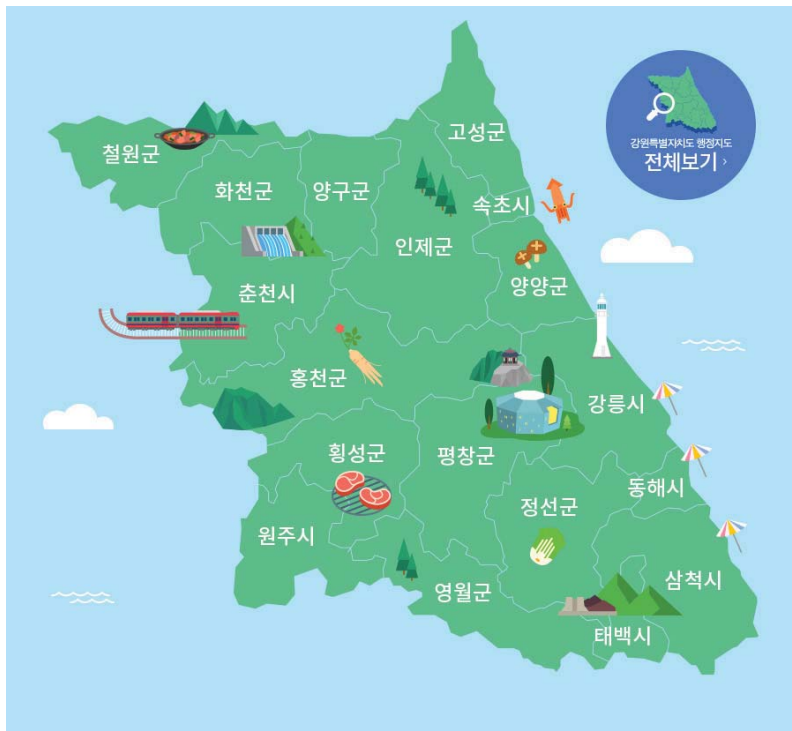 고성군
철원군
강원특별자치도 행정지도
전체보기 ›
화천군
양구군
속초시
인제군
양양군
춘천시
홍천군
강릉시
횡성군
평창군
동해시
정선군
원주시
삼척시
영월군
태백시